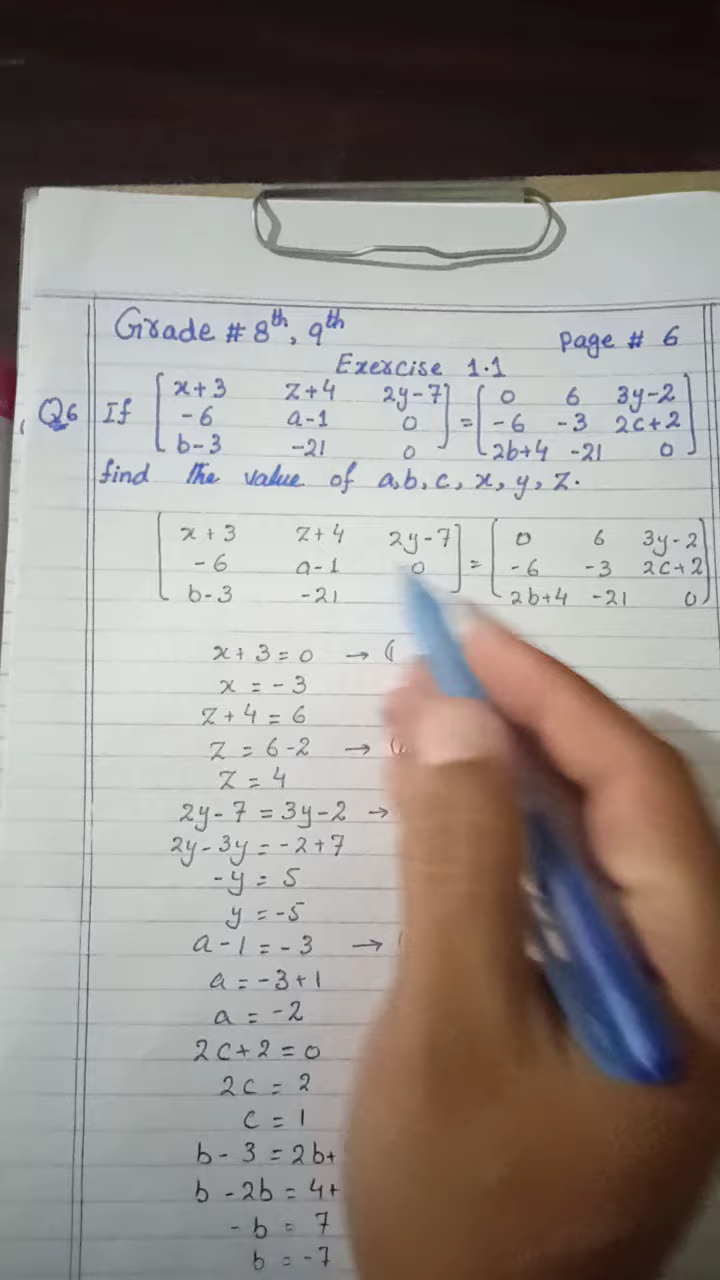 Grade # 8th, 9th Page # 6
Exercise 1.1
Q6 If [x+3 z+4 2y-7] = [0 6 3y-2]
[-6 a-1 0] [-6 -3 2c+2]
[b-3 -21 0] [2b+4 -21 0]
find the value of a,b,c,x,y,z.
[x+3 z+4 2y-7] = [0 6 3y-2]
[-6 a-1 0] [-6 -3 2c+2]
[b-3 -21 ] [2b+4 -21 0]
x+3=0 → (
x = -3
z+4 = 6
z = 6-2 → (
z = 4
2y-7 = 3y-2 →
2y-3y = -2+7
-y = 5
y = -5
a-1 = -3 → (
a = -3+1
a = -2
2c+2 = 0
2c = 2
c = 1
b-3 = 2b+
b-2b = 4+
-b = 7
b = -7